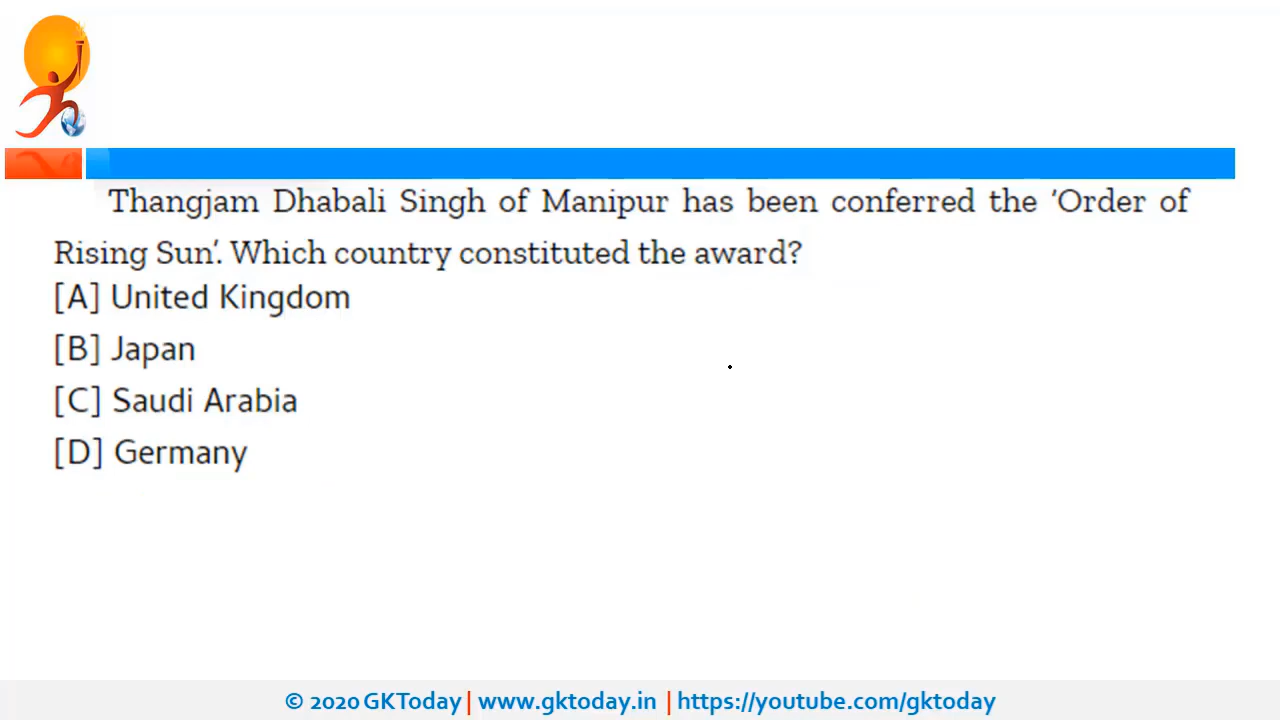 Thangjam Dhabali Singh of Manipur has been conferred the ‘Order of
Rising Sun’. Which country constituted the award?
[A] United Kingdom
[B] Japan
[C] Saudi Arabia
[D] Germany
© 2020 GKToday | www.gktoday.in | https://youtube.com/gktoday